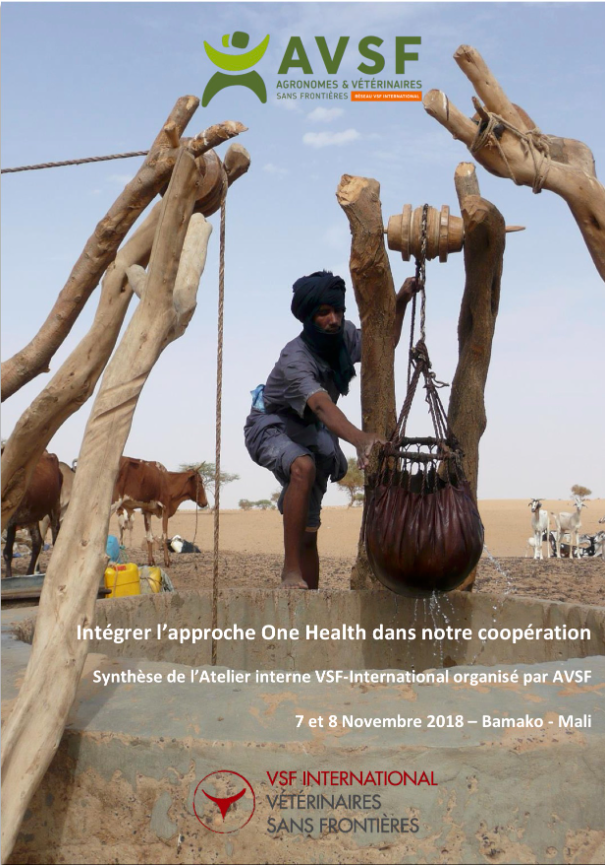 AVSF
AGRONOMES & VÉTÉRINAIRES
SANS FRONTIÈRES RÉSEAU VSF INTERNATIONAL
Intégrer l'approche One Health dans notre coopération
Synthèse de l'Atelier interne VSF-International organisé par AVSF
7 et 8 Novembre 2018 – Bamako - Mali
VSF INTERNATIONAL
VÉTÉRINAIRES
SANS FRONTIÈRES